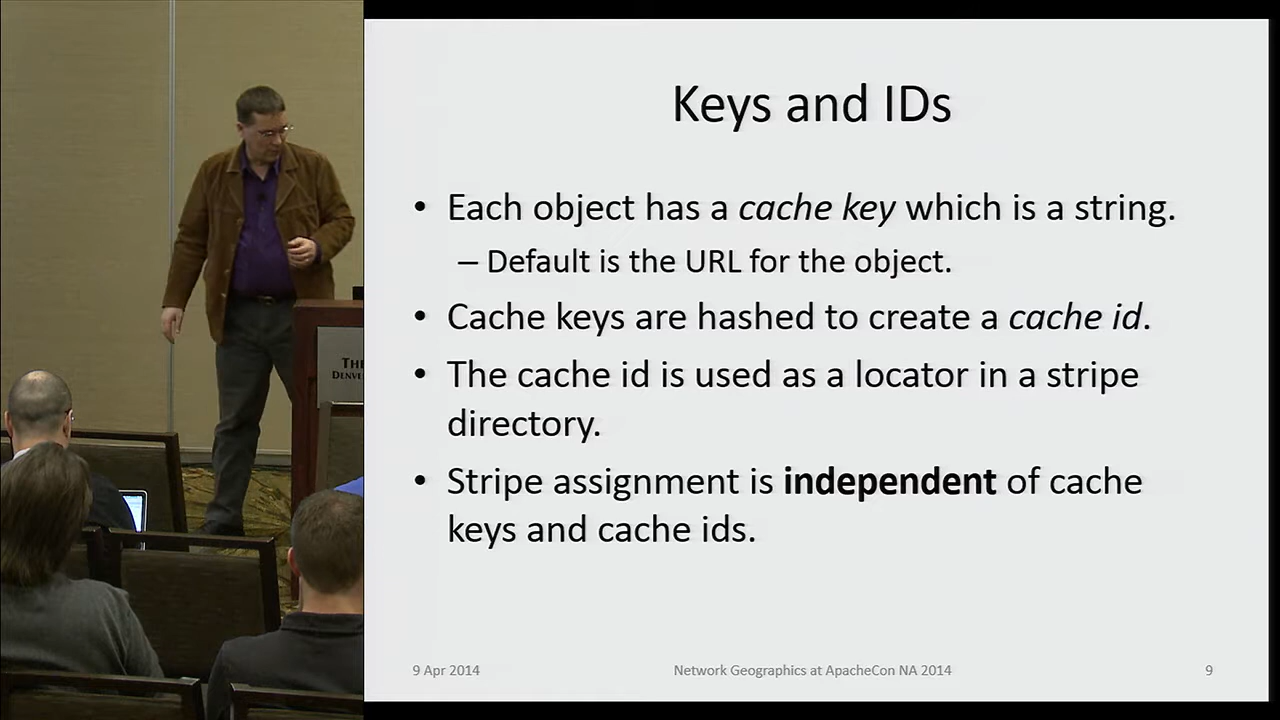 Keys and IDs
• Each object has a cache key which is a string.
– Default is the URL for the object.
• Cache keys are hashed to create a cache id.
• The cache id is used as a locator in a stripe
directory.
• Stripe assignment is independent of cache
keys and cache ids.
9 Apr 2014
Network Geographics at ApacheCon NA 2014
9